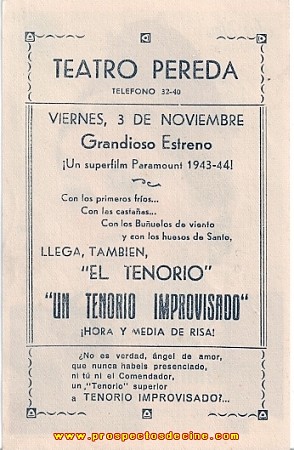 TEATRO PEREDA
TELEFONO 32-40
VIERNES, 3 DE NOVIEMBRE
Grandioso Estreno
¡Un superfilm Paramount 1943-44!
Con los primeros fríos...
Con las castañas...
Con los Buñuelos de viento
y con los huesos de Santo,
LLEGA, TAMBIEN,
"EL TENORIO"
"UN TENORIO IMPROVISADO"
¡HORA Y MEDIA DE RISA!
¿No es verdad, ángel de amor,
que nunca habeis presenciado,
ni tú ni el Comendador,
un "Tenorio" superior
a TENORIO IMPROVISADO?...
www.prospectosdecine.com